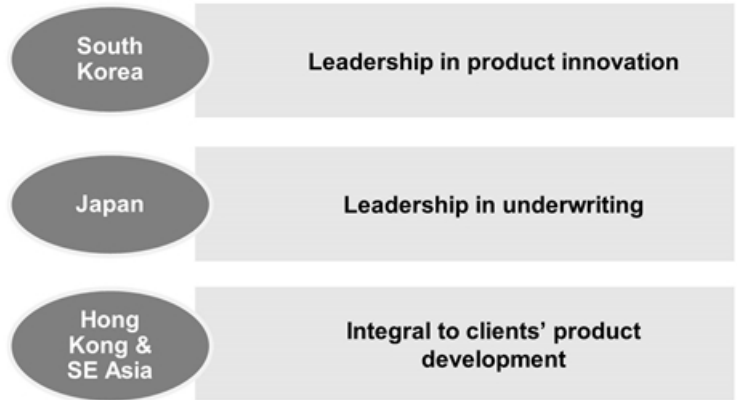 South
Korea
Leadership in product innovation
Japan
Leadership in underwriting
Hong
Kong &
SE Asia
Integral to clients’ product
development